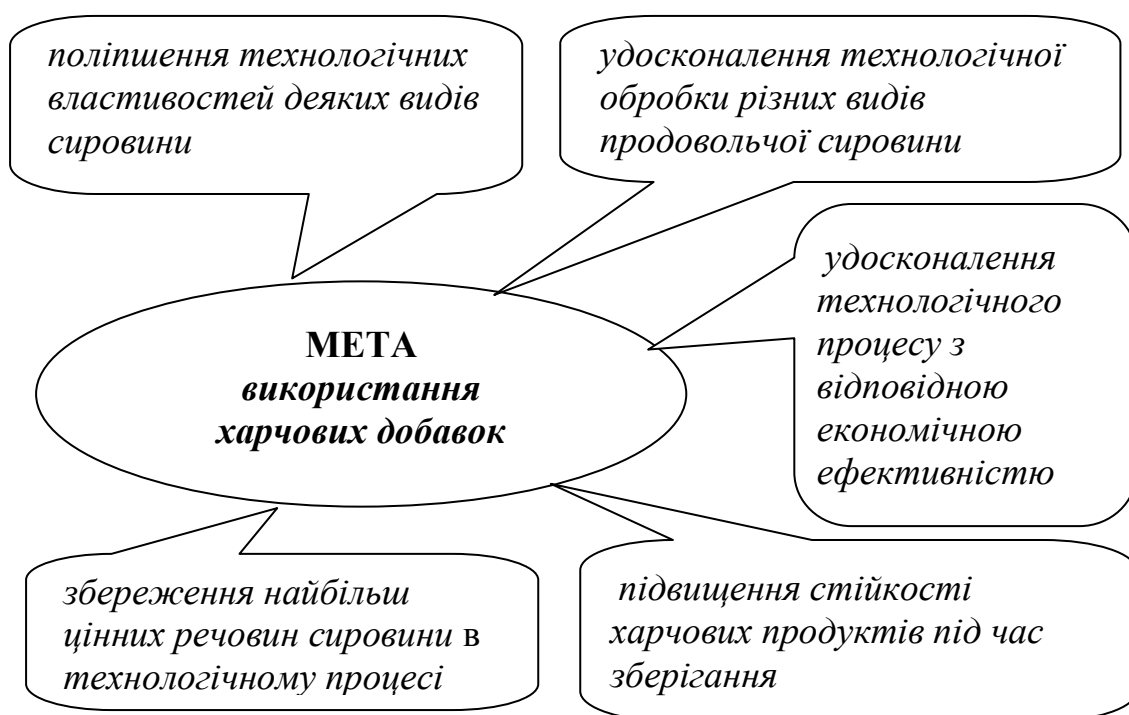 поліпшення технологічних
властивостей деяких видів
сировини
удосконалення технологічної
обробки різних видів
продовольчої сировини
удосконалення
технологічного
процесу з
відповідною
економічною
ефективністю
МЕТА
використання
харчових добавок
збереження найбільш
цінних речовин сировини в
технологічному процесі
підвищення стійкості
харчових продуктів під час
зберігання